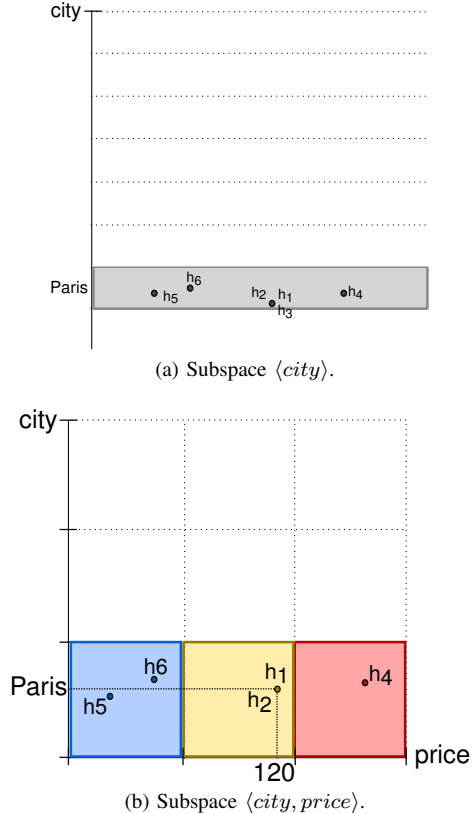 city
h6
Paris
h5
h2 h1 h4
h3
(a) Subspace ⟨city⟩.
city
h6
h1
h4
Paris
h5
h2
price
120
(b) Subspace ⟨city, price⟩.